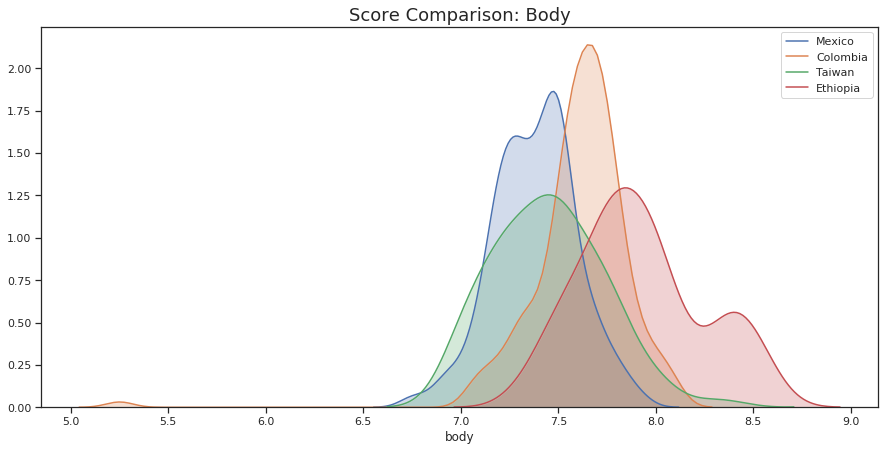 Score Comparison: Body
Mexico
Colombia
Taiwan
Ethiopia
2.00
1.75
1.50
1.25
1.00
0.75
0.50
0.25
0.00
5.0 5.5 6.0 6.5 7.0 7.5 8.0 8.5 9.0
body